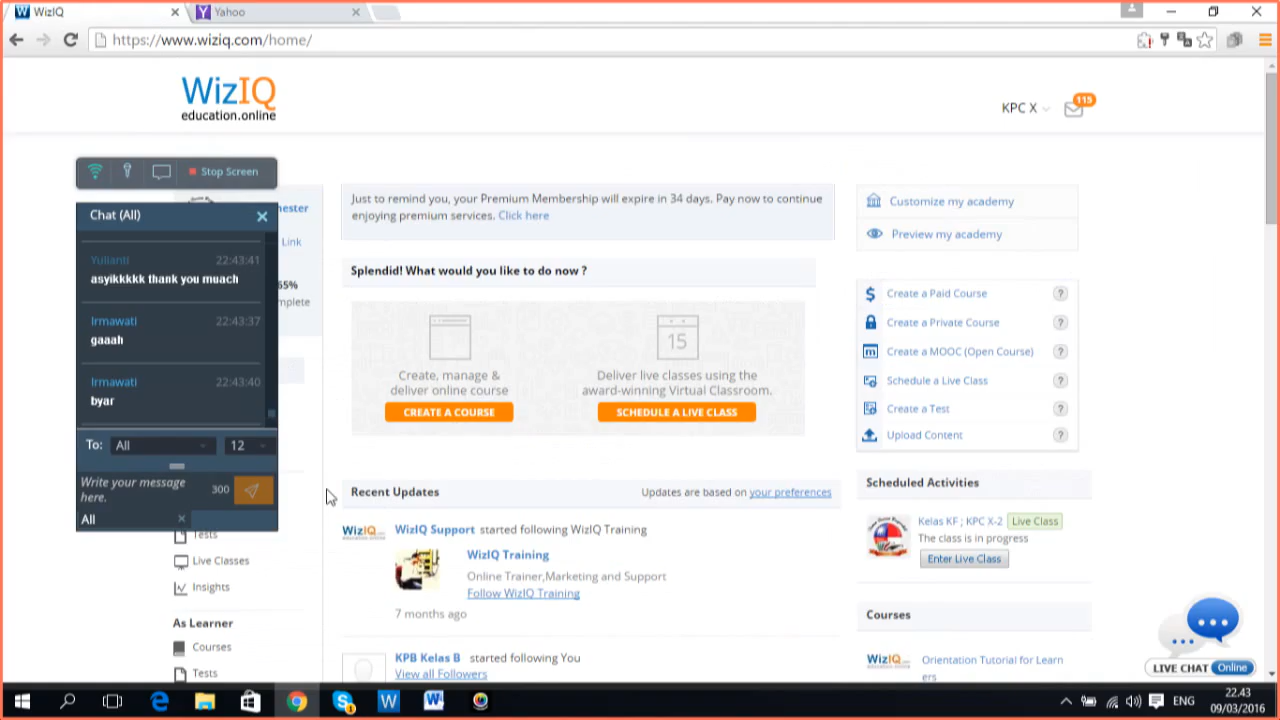 WizIQ
Yahoo
https://www.wiziq.com/home/
WizIQ
education.online
KPC X
115
Stop Screen
Chat (All)
Yulianti 22:43:41
asyikkkkk thank you muach
Irmawati 22:43:37
gaaah
Irmawati 22:43:40
byar
To: All 12
Write your message here.
300
All
Link
65%
Tests
Live Classes
Insights
As Learner
Courses
Tests
Just to remind you, your Premium Membership will expire in 34 days. Pay now to continue
enjoying premium services. Click here
Splendid! What would you like to do now ?
Create, manage &
deliver online course
CREATE A COURSE
15
Deliver live classes using the
award-winning Virtual Classroom.
SCHEDULE A LIVE CLASS
Recent Updates
Updates are based on your preferences
WizIQ
WizIQ Support started following WizIQ Training
WizIQ Training
Online Trainer,Marketing and Support
Follow WizIQ Training
7 months ago
KPB Kelas B started following You
View all Followers
Customize my academy
Preview my academy
Create a Paid Course ?
Create a Private Course ?
Create a MOOC (Open Course) ?
Schedule a Live Class ?
Create a Test ?
Upload Content ?
Scheduled Activities
Kelas KF ; KPC X-2 Live Class
The class is in progress
Enter Live Class
Courses
WizIQ
Orientation Tutorial for Learn
ers
LIVE CHAT Online
ENG
22.43
09/03/2016